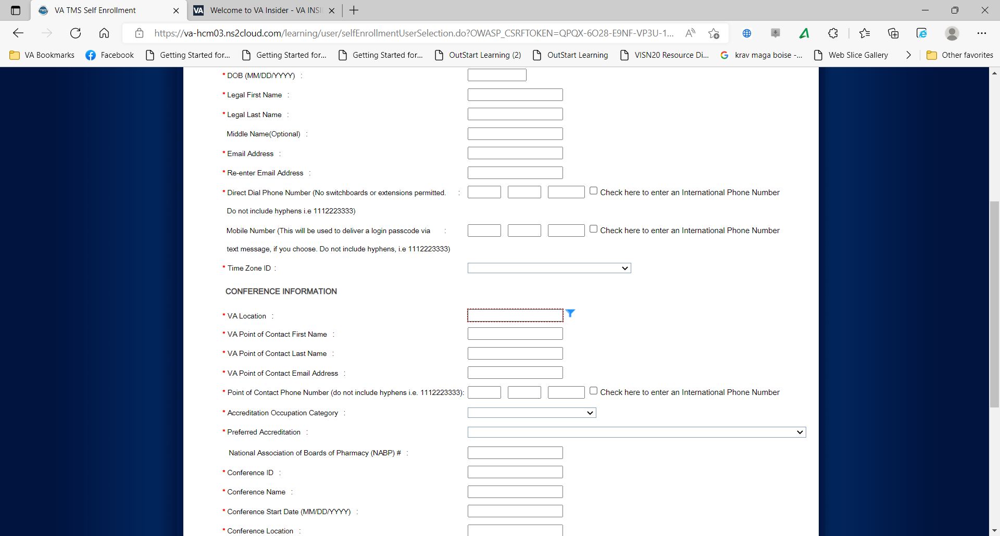 VA TMS Self Enrollment
Welcome to VA Insider - VA INSI
https://va-hcm03.ns2cloud.com/learning/user/selfEnrollmentUserSelection.do?OWASP_CSRFTOKEN=QPQX-6O28-E9NF-VP3U-1...
VA Bookmarks Facebook Getting Started for... Getting Started for... Getting Started for... OutStart Learning (2) OutStart Learning VISN20 Resource Di... krav maga boise -... Web Slice Gallery Other favorites
* DOB (MM/DD/YYYY) :
* Legal First Name :
* Legal Last Name :
Middle Name(Optional) :
* Email Address :
* Re-enter Email Address :
* Direct Dial Phone Number (No switchboards or extensions permitted. : Check here to enter an International Phone Number
Do not include hyphens i.e 1112223333)
Mobile Number (This will be used to deliver a login passcode via : Check here to enter an International Phone Number
text message, if you choose. Do not include hyphens, i.e 1112223333)
* Time Zone ID :
CONFERENCE INFORMATION
* VA Location :
* VA Point of Contact First Name :
* VA Point of Contact Last Name :
* VA Point of Contact Email Address :
* Point of Contact Phone Number (do not include hyphens i.e. 1112223333): Check here to enter an International Phone Number
* Accreditation Occupation Category :
* Preferred Accreditation :
National Association of Boards of Pharmacy (NABP) # :
* Conference ID :
* Conference Name :
* Conference Start Date (MM/DD/YYYY) :
* Conference Location :